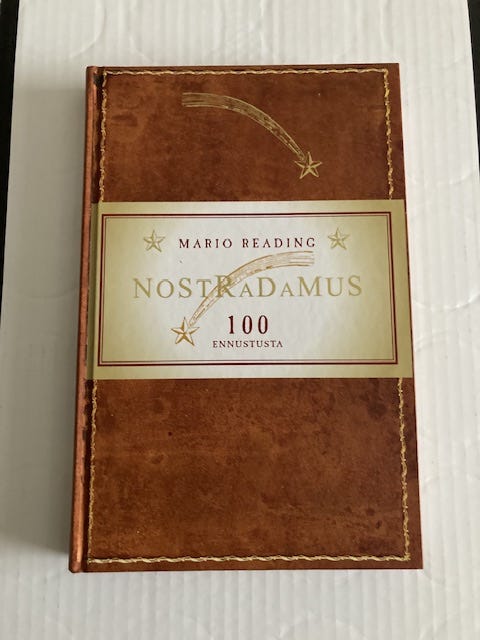 MARIO READING
NOSTRADAMUS
100
ENNUSTUSTA